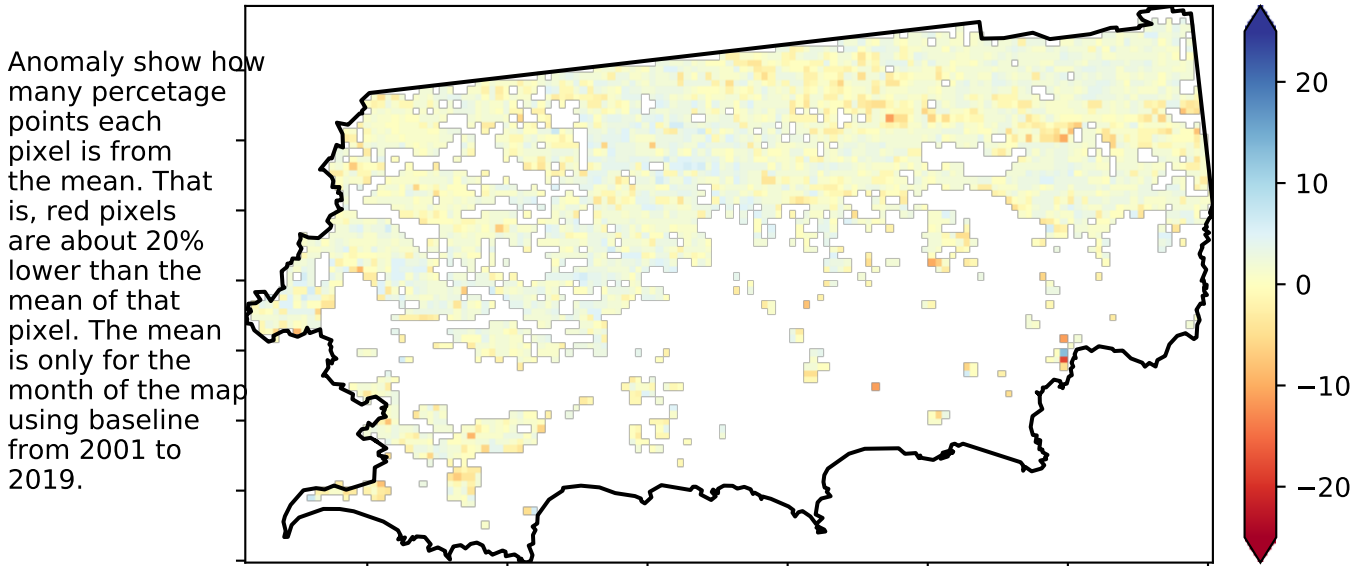 Anomaly show how
many percetage
points each
pixel is from
the mean. That
is, red pixels
are about 20%
lower than the
mean of that
pixel. The mean
is only for the
month of the map
using baseline
from 2001 to
2019.
20
10
0
−10
−20